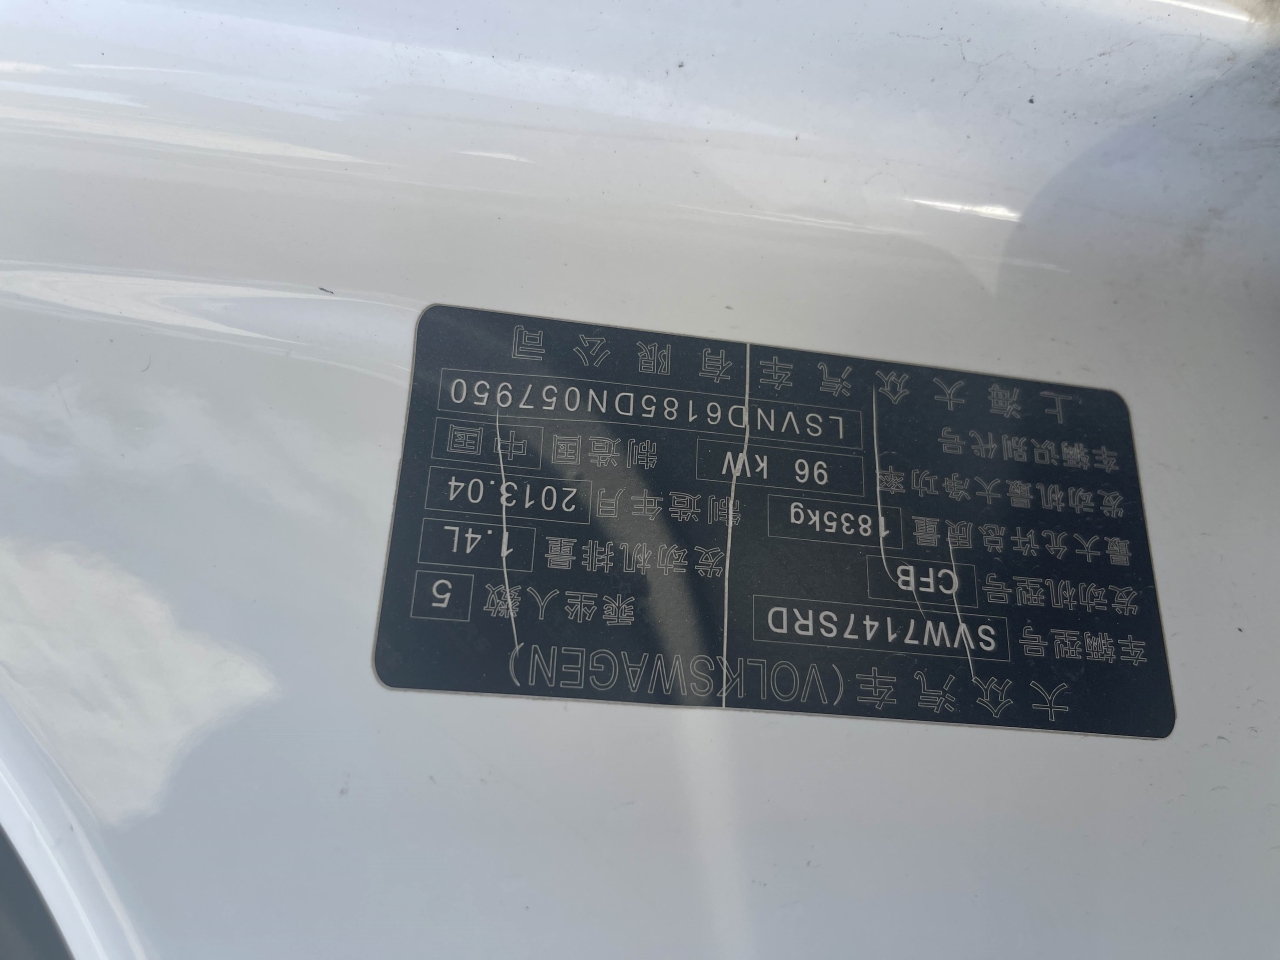 大众汽车(VOLKSWAGEN)
车辆型号 SVW7147SRD 乘坐人数 5
发动机型号 CFB 发动机排量 1.4L
最大允许总质量 1835kg 制造年月 2013.04
发动机最大净功率 96 kW 制造国 中国
车辆识别代号 LSVND6185DN057950
上海大众汽车有限公司